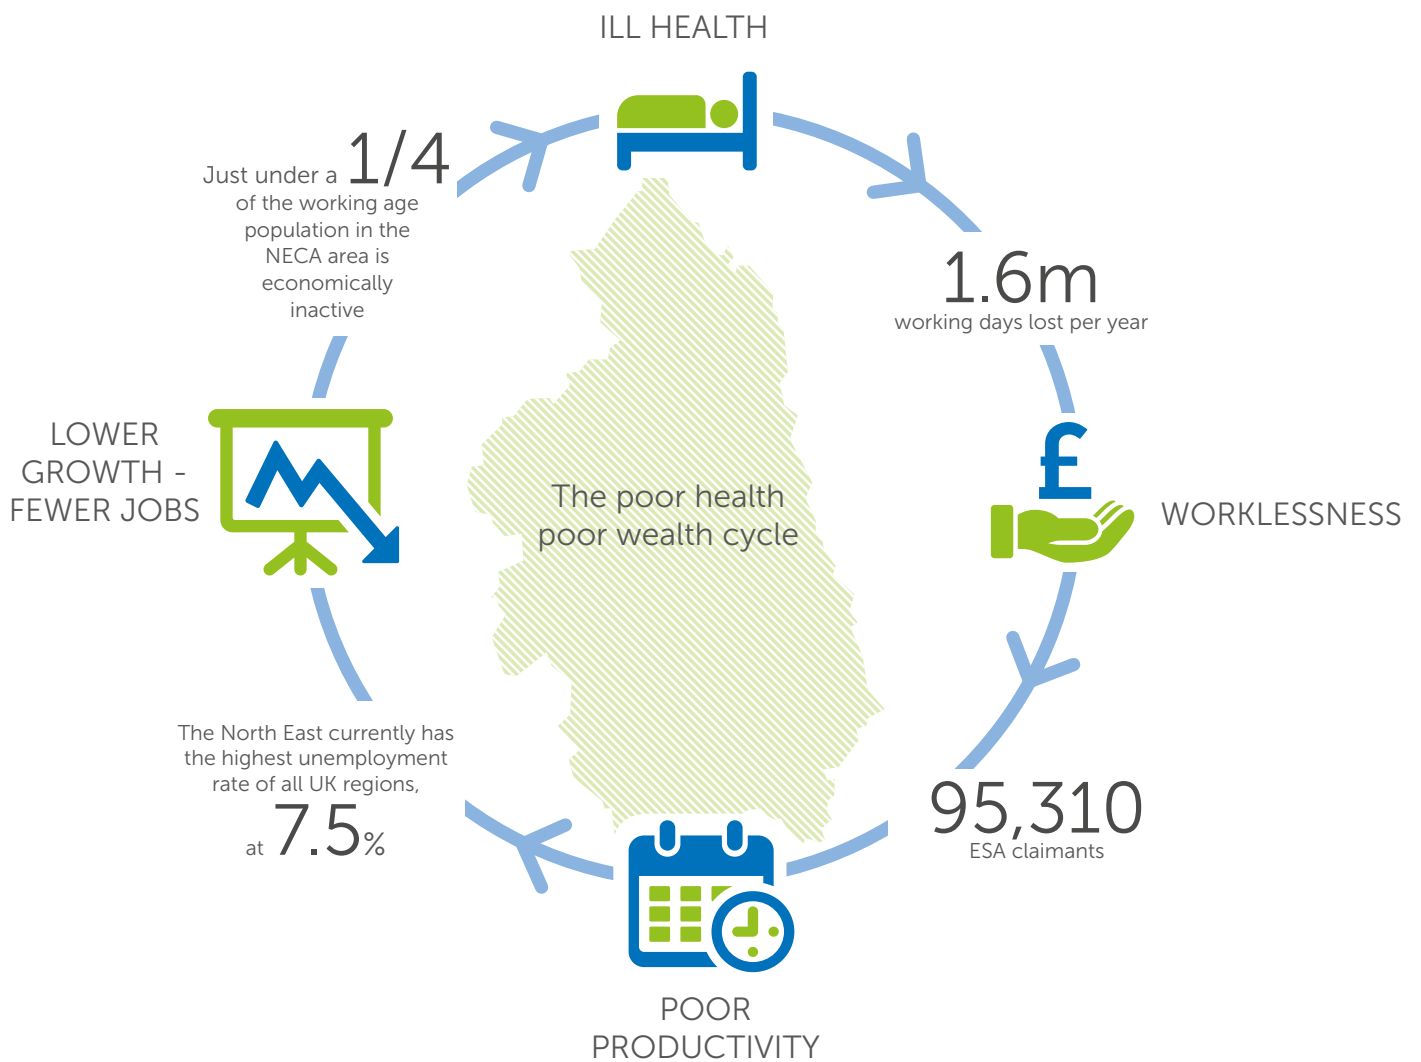 ILL HEALTH
Just under a 1/4
of the working age
population in the
NECA area is
economically
inactive
1.6m
working days lost per year
LOWER
GROWTH -
FEWER JOBS
£
The poor health
poor wealth cycle
WORKLESSNESS
The North East currently has
the highest unemployment
rate of all UK regions,
at 7.5%
95,310
ESA claimants
POOR
PRODUCTIVITY